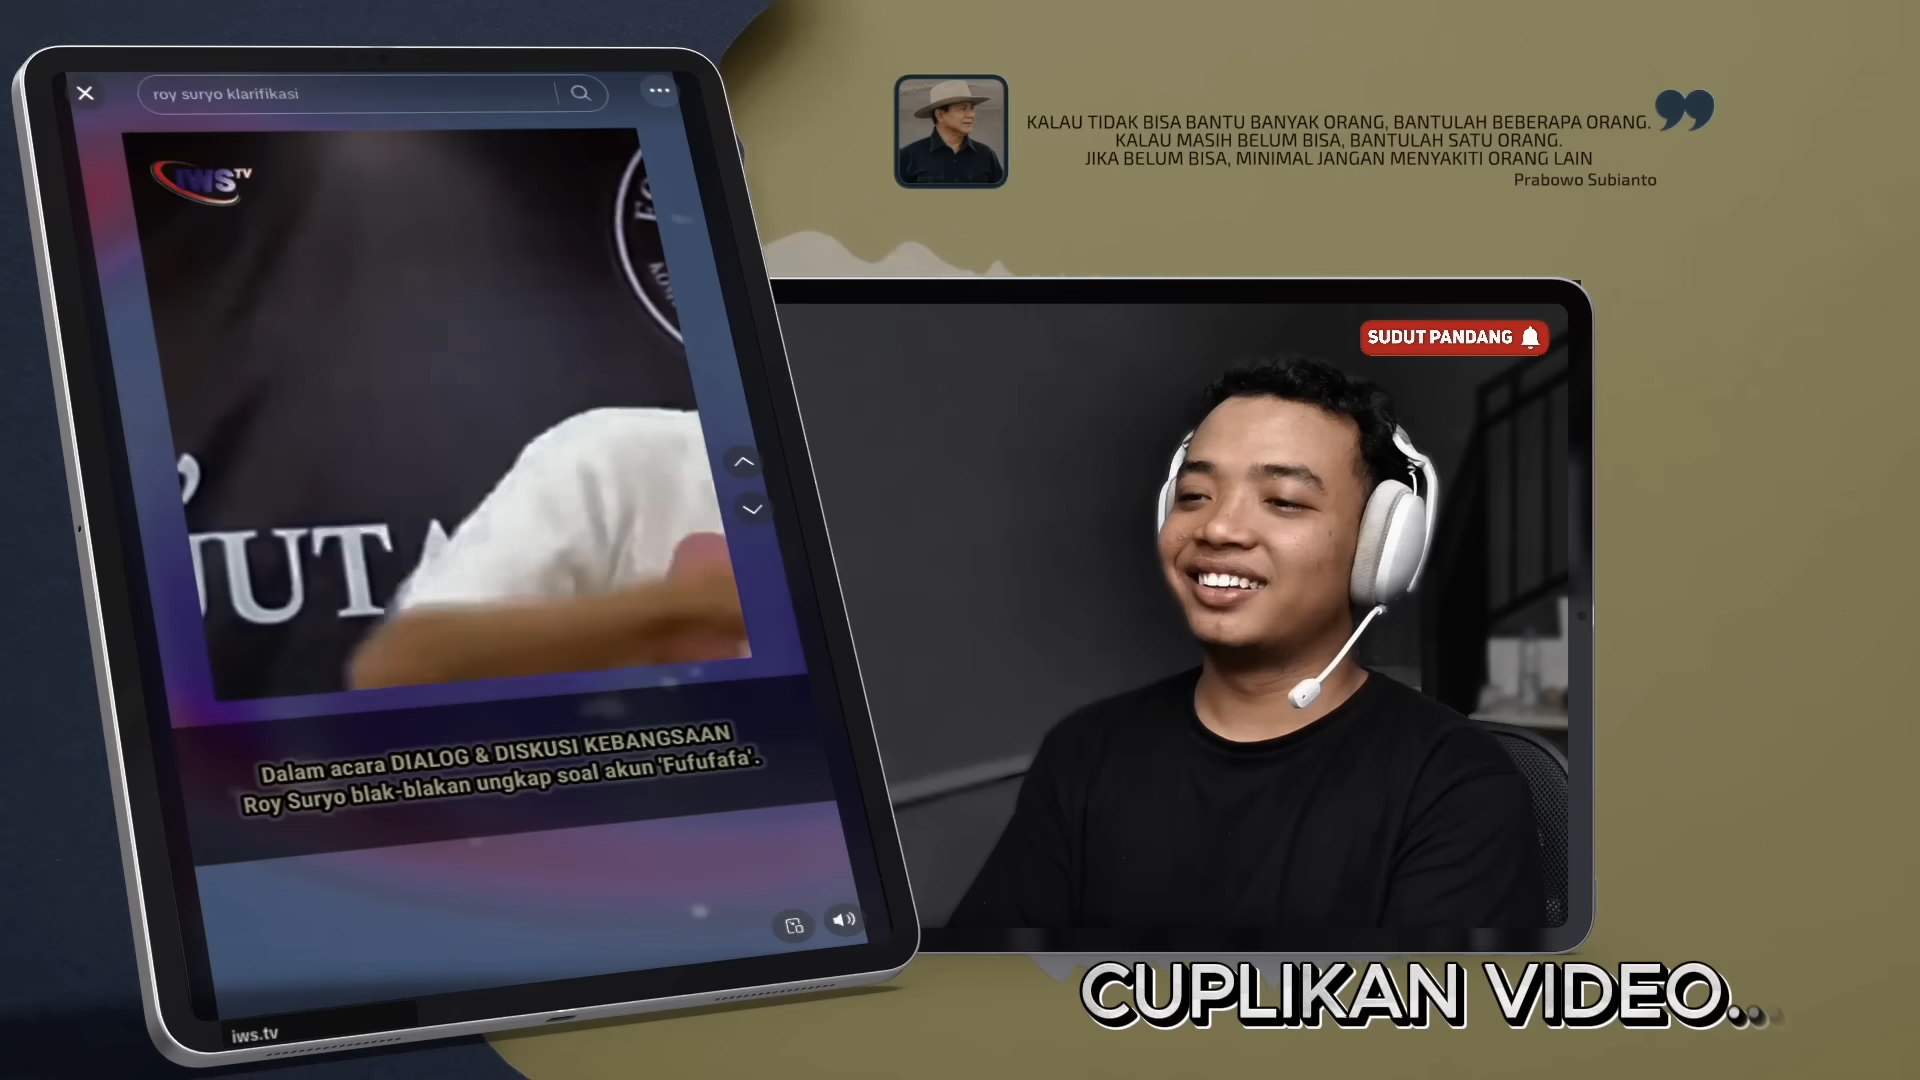 roy suryo klarifikasi
IWS TV
JUTA
Dalam acara DIALOG & DISKUSI KEBANGSAAN
Roy Suryo blak-blakan ungkap soal akun 'Fufufafa'.
iws.tv
KALAU TIDAK BISA BANTU BANYAK ORANG, BANTULAH BEBERAPA ORANG.
KALAU MASIH BELUM BISA, BANTULAH SATU ORANG.
JIKA BELUM BISA, MINIMAL JANGAN MENYAKITI ORANG LAIN
Prabowo Subianto
SUDUT PANDANG
CUPLIKAN VIDEO...